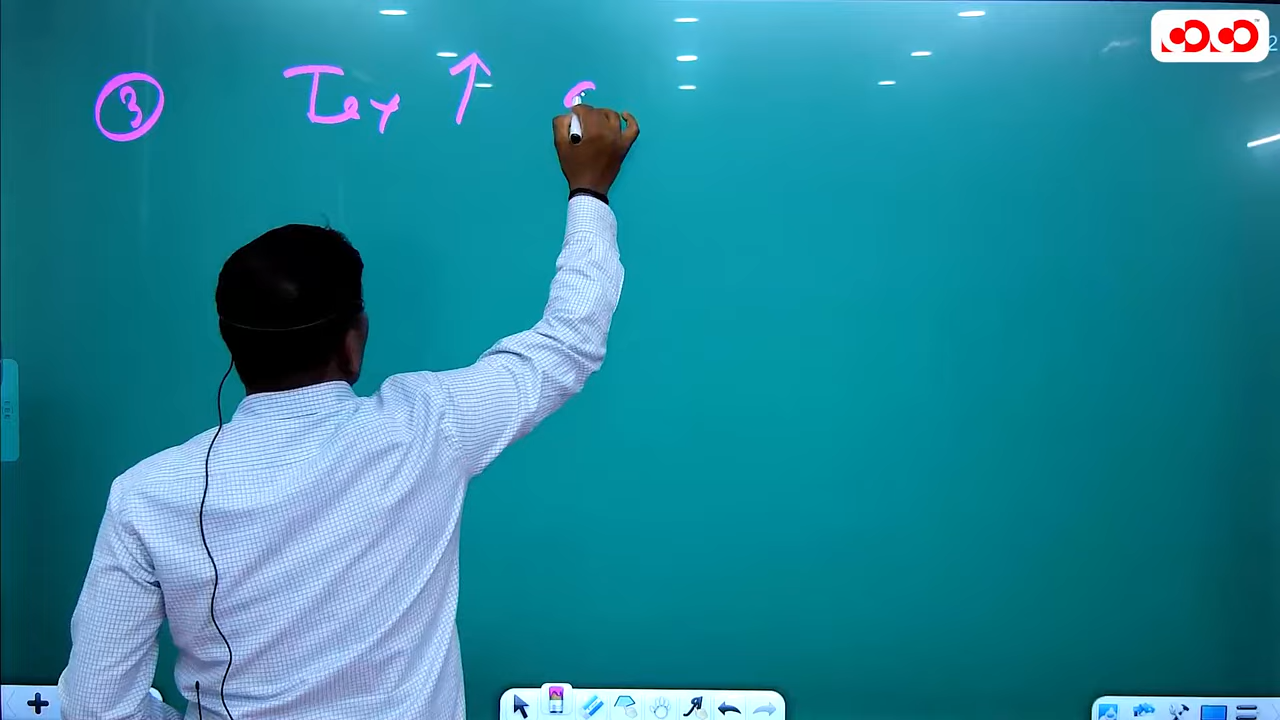 ③ Tax ↑